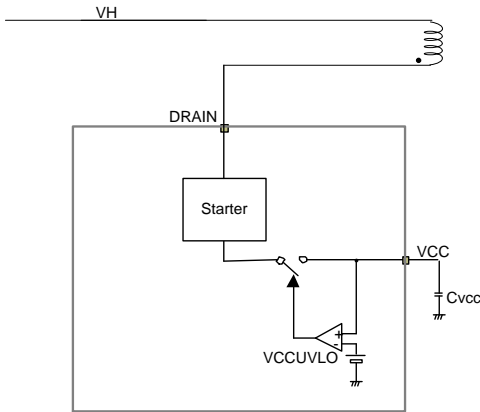 VH
DRAIN
Starter
VCC
Cvcc
+
-
VCCUVLO